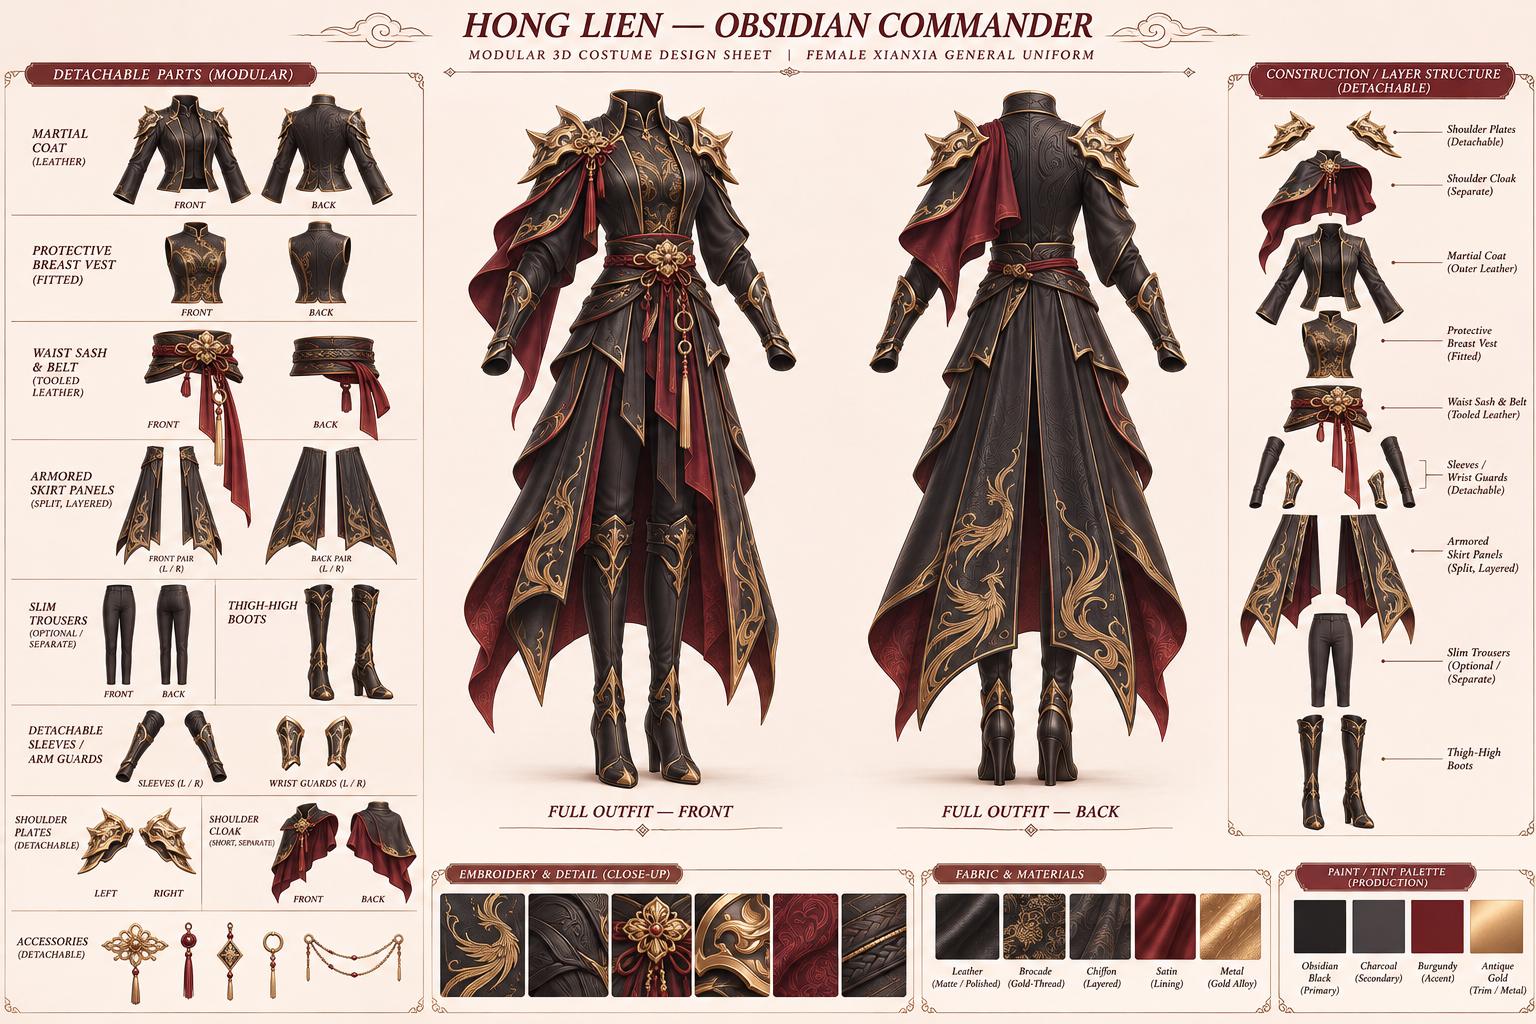 HONG LIEN — OBSIDIAN COMMANDER
MODULAR 3D COSTUME DESIGN SHEET | FEMALE XIANXIA GENERAL UNIFORM
DETACHABLE PARTS (MODULAR)
MARTIAL
COAT
(LEATHER)
FRONT
BACK
PROTECTIVE
BREAST VEST
(FITTED)
FRONT
BACK
WAIST SASH
& BELT
(TOOLED
LEATHER)
FRONT
BACK
ARMORED
SKIRT PANELS
(SPLIT, LAYERED)
FRONT PAIR
(L / R)
BACK PAIR
(L / R)
SLIM
TROUSERS
(OPTIONAL /
SEPARATE)
FRONT
BACK
THIGH-HIGH
BOOTS
DETACHABLE
SLEEVES /
ARM GUARDS
SLEEVES (L / R)
WRIST GUARDS (L / R)
SHOULDER
PLATES
(DETACHABLE)
LEFT
RIGHT
SHOULDER
CLOAK
(SHORT, SEPARATE)
FRONT
BACK
ACCESSORIES
(DETACHABLE)
FULL OUTFIT — FRONT
FULL OUTFIT — BACK
CONSTRUCTION / LAYER STRUCTURE
(DETACHABLE)
Shoulder Plates
(Detachable)
Shoulder Cloak
(Separate)
Martial Coat
(Outer Leather)
Protective
Breast Vest
(Fitted)
Waist Sash & Belt
(Tooled Leather)
Sleeves /
Wrist Guards
(Detachable)
Armored
Skirt Panels
(Split, Layered)
Slim Trousers
(Optional /
(Separate)
Thigh-High
Boots
EMBROIDERY & DETAIL (CLOSE-UP)
FABRIC & MATERIALS
Leather
(Matte / Polished)
Brocade
(Gold-Thread)
Chiffon
(Layered)
Satin
(Lining)
Metal
(Gold Alloy)
PAINT / TINT PALETTE
(PRODUCTION)
Obsidian
Black
(Primary)
Charcoal
(Secondary)
Burgundy
(Accent)
Antique
Gold
(Trim / Metal)